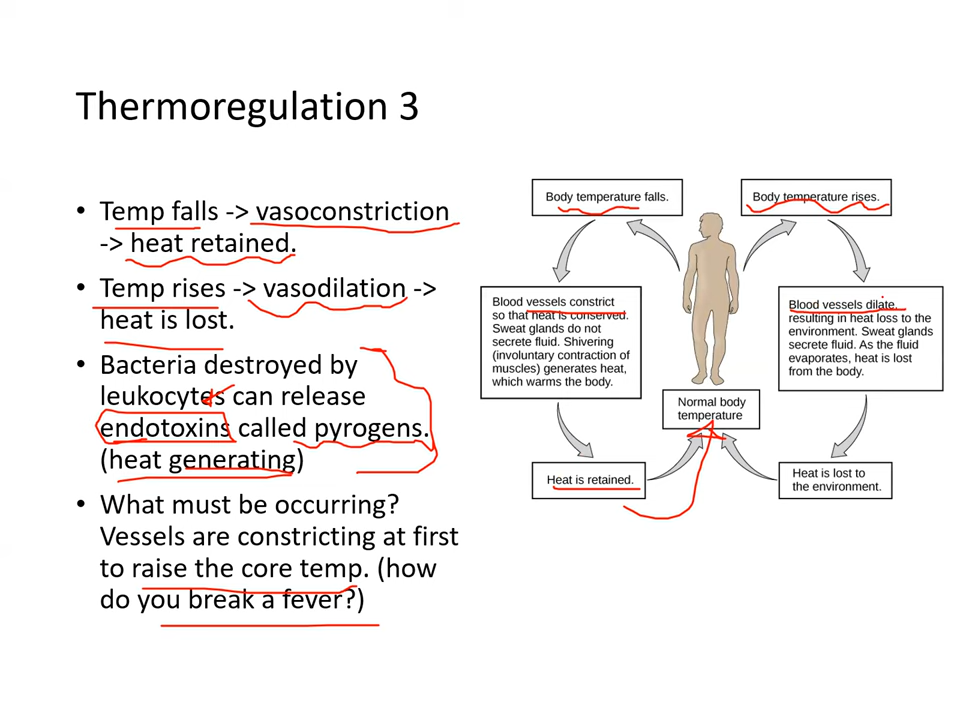 Thermoregulation 3
• Temp falls -> vasoconstriction
-> heat retained.
• Temp rises -> vasodilation ->
heat is lost.
• Bacteria destroyed by
leukocytes can release
endotoxins called pyrogens.
(heat generating)
• What must be occurring?
Vessels are constricting at first
to raise the core temp. (how
do you break a fever?)
Body temperature falls.
Body temperature rises.
Blood vessels constrict
so that heat is conserved.
Sweat glands do not
secrete fluid. Shivering
(involuntary contraction of
muscles) generates heat,
which warms the body.
Blood vessels dilate,
resulting in heat loss to the
environment. Sweat glands
secrete fluid. As the fluid
evaporates, heat is lost
from the body.
Normal body
temperature
Heat is retained.
Heat is lost to
the environment.